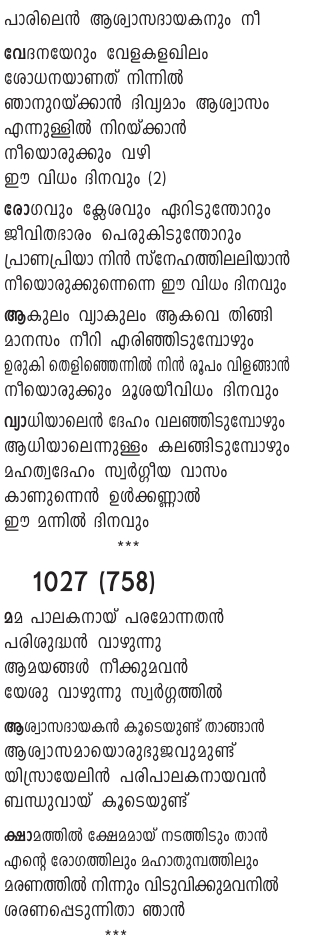 പാരിലെൻ ആശ്വാസദായകനും നീ
വേദനയേറും വേളകളഖിലം
ശോധനയാണത് നിന്നിൽ
ഞാനുറയ്ക്കാൻ ദിവ്യമാം ആശ്വാസം
എന്നുള്ളിൽ നിറയ്ക്കാൻ
നീയൊരുക്കും വഴി
ഈ വിധം ദിനവും (2)
രോഗവും ക്ലേശവും ഏറിടുന്തോറും
ജീവിതഭാരം പെരുകിടുന്തോറും
പ്രാണപ്രിയാ നിൻ സ്നേഹത്തിലലിയാൻ
നീയൊരുക്കുന്നെന്നെ ഈ വിധം ദിനവും
ആകുലം വ്യാകുലം ആകവെ തിങ്ങി
മാനസം നീറി എരിഞ്ഞിടുമ്പോഴും
ഉരുകി തെളിഞ്ഞെന്നിൽ നിൻ രൂപം വിളങ്ങാൻ
നീയൊരുക്കും മൂശയീവിധം ദിനവും
വ്യാധിയാലെൻ ദേഹം വലഞ്ഞിടുമ്പോഴും
ആധിയാലെന്നുള്ളം കലങ്ങിടുമ്പോഴും
മഹത്വദേഹം സ്വർഗ്ഗീയ വാസം
കാണുന്നെൻ ഉൾക്കണ്ണാൽ
ഈ മന്നിൽ ദിനവും
***
1027 (758)
മമ പാലകനായ് പരമോന്നതൻ
പരിശുദ്ധൻ വാഴുന്നു
ആമയങ്ങൾ നീക്കുമവൻ
യേശു വാഴുന്നു സ്വർഗ്ഗത്തിൽ
ആശ്വാസദായകൻ കൂടെയുണ്ട് താങ്ങാൻ
ആശ്വാസമായൊരുഭുജവുമുണ്ട്
യിസ്രായേലിൻ പരിപാലകനായവൻ
ബന്ധുവായ് കൂടെയുണ്ട്
ക്ഷാമത്തിൽ ക്ഷേമമായ് നടത്തിടും താൻ
എന്റെ രോഗത്തിലും മഹാതുമ്പത്തിലും
മരണത്തിൽ നിന്നും വിടുവിക്കുമവനിൽ
ശരണപ്പെടുന്നിതാ ഞാൻ
***